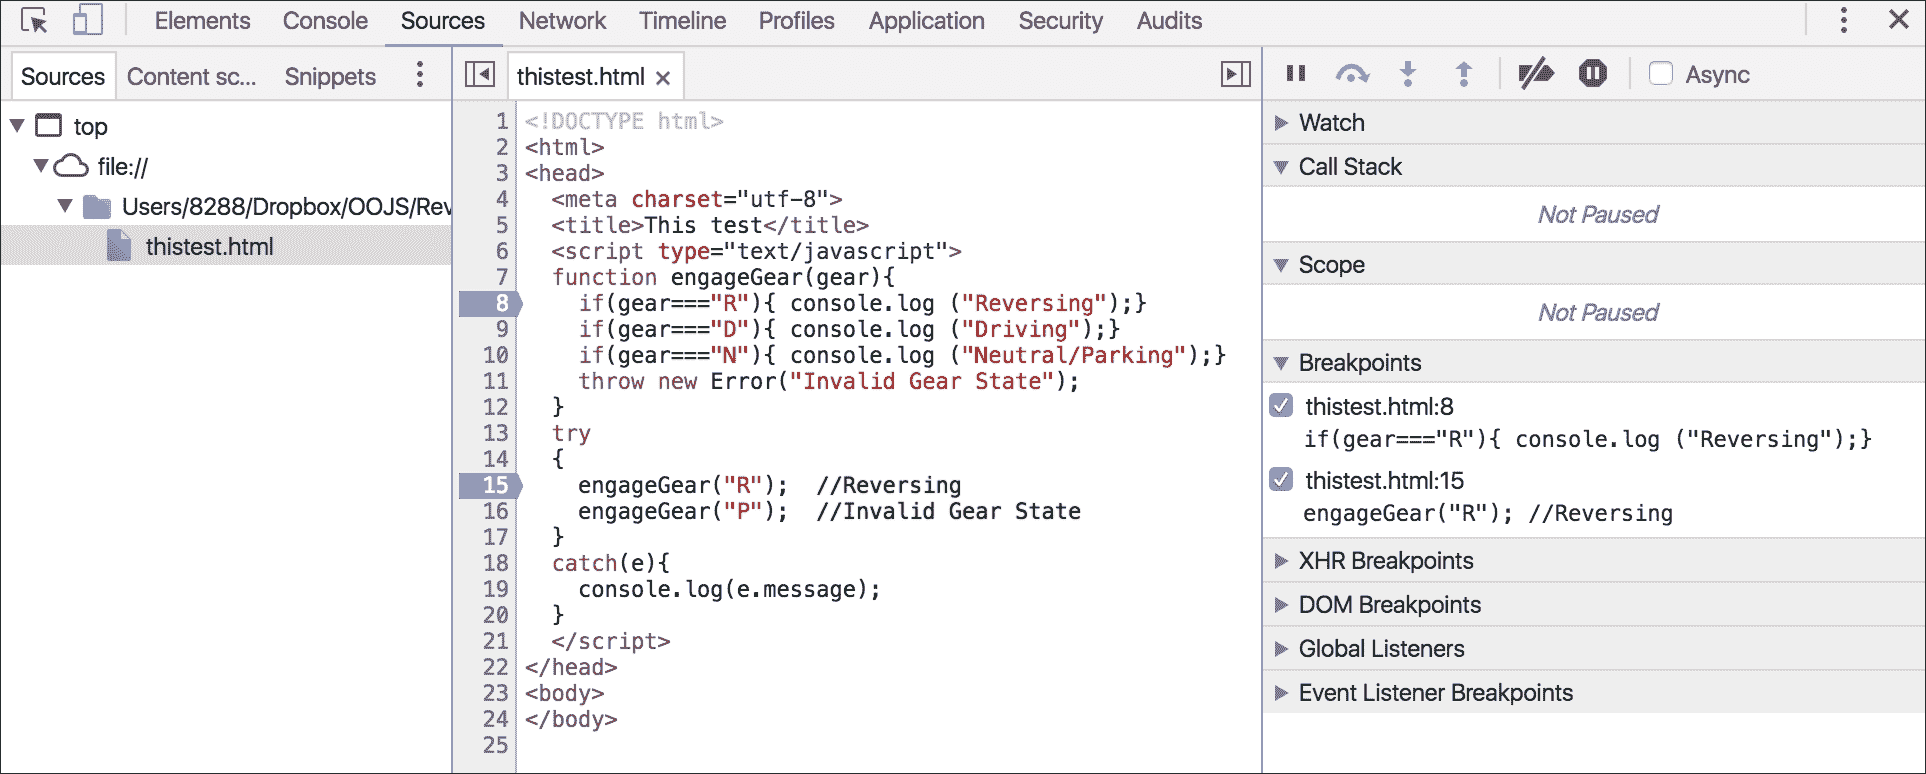 Elements Console Sources Network Timeline Profiles Application Security Audits
Sources Content sc... Snippets
top
file://
Users/8288/Dropbox/OOJS/Rev
thistest.html
thistest.html
1 <!DOCTYPE html>
2 <html>
3 <head>
4 <meta charset="utf-8">
5 <title>This test</title>
6 <script type="text/javascript">
7 function engageGear(gear){
8 if(gear==="R"){ console.log ("Reversing");}
9 if(gear==="D"){ console.log ("Driving");}
10 if(gear==="N"){ console.log ("Neutral/Parking");}
11 throw new Error("Invalid Gear State");
12 }
13 try
14 {
15 engageGear("R"); //Reversing
16 engageGear("P"); //Invalid Gear State
17 }
18 catch(e){
19 console.log(e.message);
20 }
21 </script>
22 </head>
23 <body>
24 </body>
25
Async
Watch
Call Stack
Not Paused
Scope
Not Paused
Breakpoints
thistest.html:8
if(gear==="R"){ console.log ("Reversing");}
thistest.html:15
engageGear("R"); //Reversing
XHR Breakpoints
DOM Breakpoints
Global Listeners
Event Listener Breakpoints